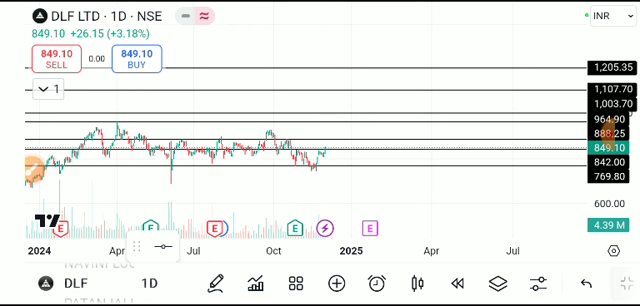 DLF LTD · 1D · NSE
INR
849.10 +26.15 (+3.18%)
849.10
SELL
0.00
849.10
BUY
1
1,205.35
1,107.70
1,003.70
964.90
888.25
849.10
842.00
769.80
600.00
4.39 M
E E E E E
2024 Apr Jul Oct 2025 Apr Jul
DLF 1D